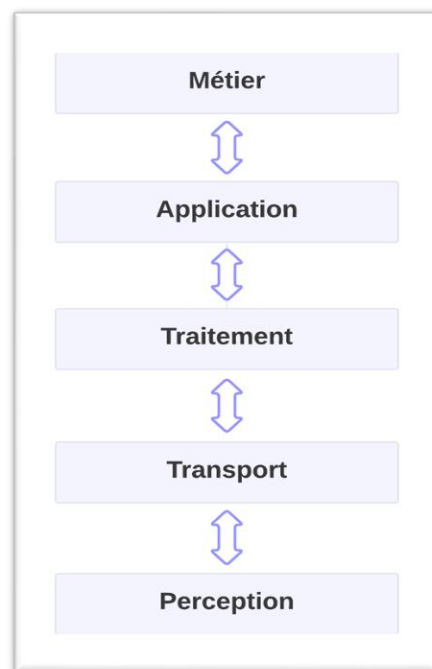 Métier
Application
Traitement
Transport
Perception